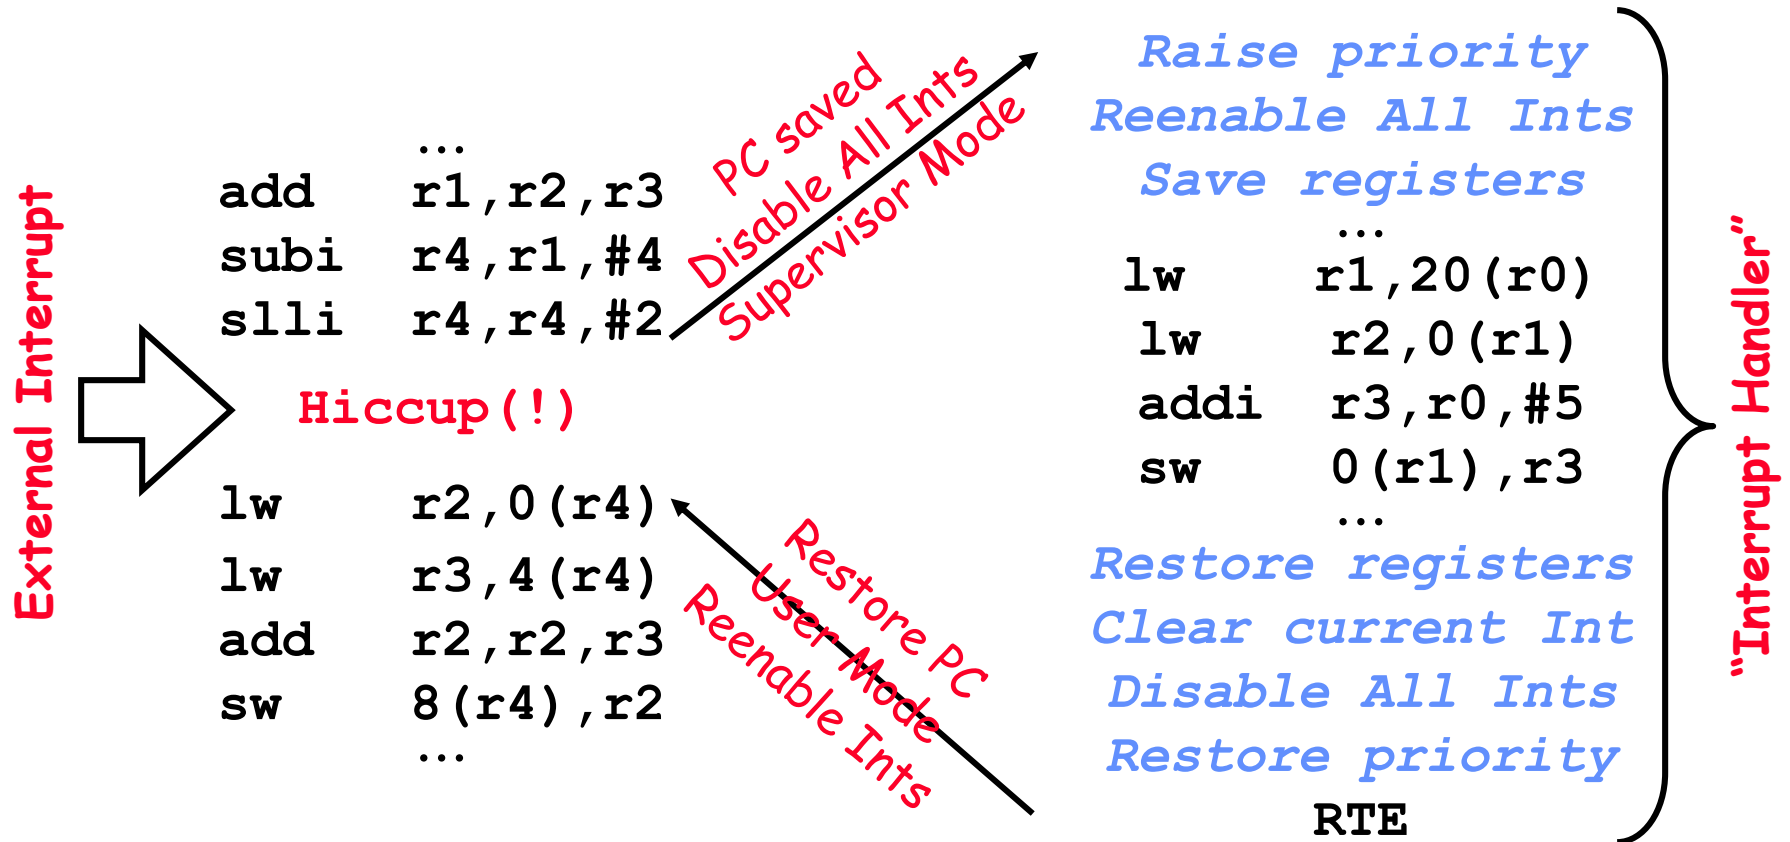 External Interrupt
…
add r1,r2,r3
subi r4,r1,#4
slli r4,r4,#2
Hiccup(!)
lw r2,0(r4)
lw r3,4(r4)
add r2,r2,r3
sw 8(r4),r2
…
PC saved
Disable All Ints
Supervisor Mode
Raise priority
Reenable All Ints
Save registers
…
lw r1,20(r0)
lw r2,0(r1)
addi r3,r0,#5
sw 0(r1),r3
…
Restore registers
Clear current Int
Disable All Ints
Restore priority
RTE
Restore PC
User Mode
Reenable Ints
“Interrupt Handler”